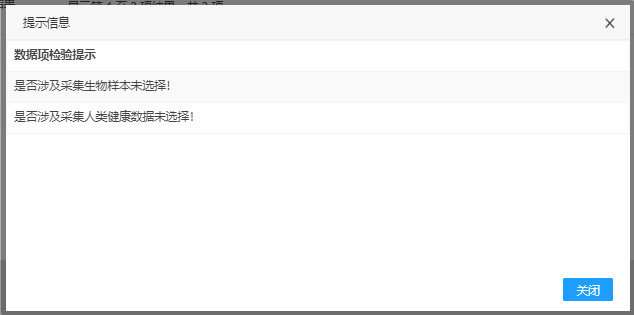 提示信息
数据项检验提示
是否涉及采集生物样本未选择！
是否涉及采集人类健康数据未选择！
关闭